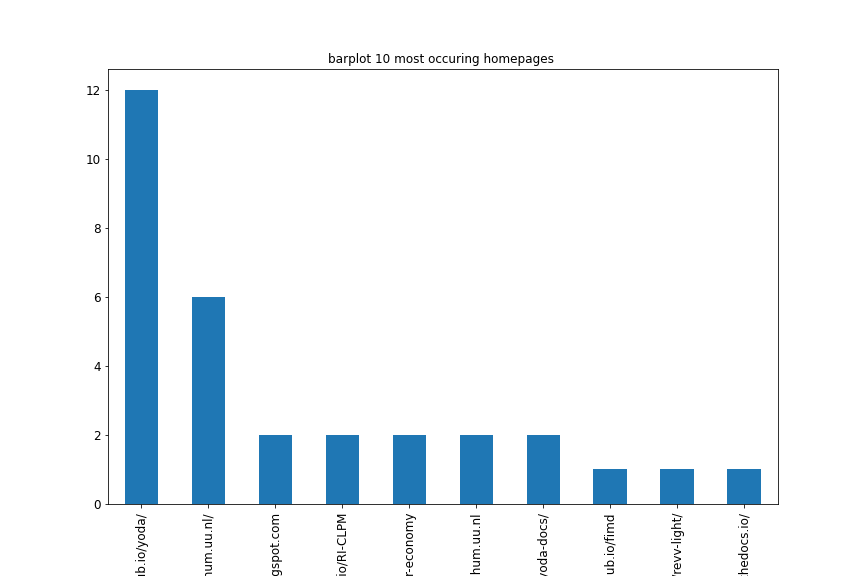 barplot 10 most occuring homepages
12
10
8
6
4
2
0
ub.io/yoda/
hum.uu.nl/
gspot.com
io/RI-CLPM
r-economy
hum.uu.nl
yoda-docs/
ub.io/fimd
/revv-light/
thedocs.io/